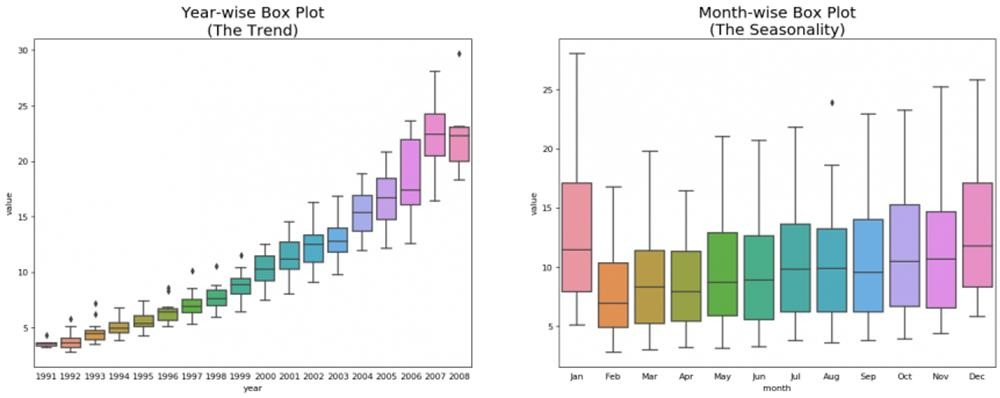 Year-wise Box Plot
(The Trend)
30
25
20
15
10
5
value
1991 1992 1993 1994 1995 1996 1997 1998 1999 2000 2001 2002 2003 2004 2005 2006 2007 2008
year
Month-wise Box Plot
(The Seasonality)
25
20
15
10
5
value
Jan Feb Mar Apr May Jun Jul Aug Sep Oct Nov Dec
month